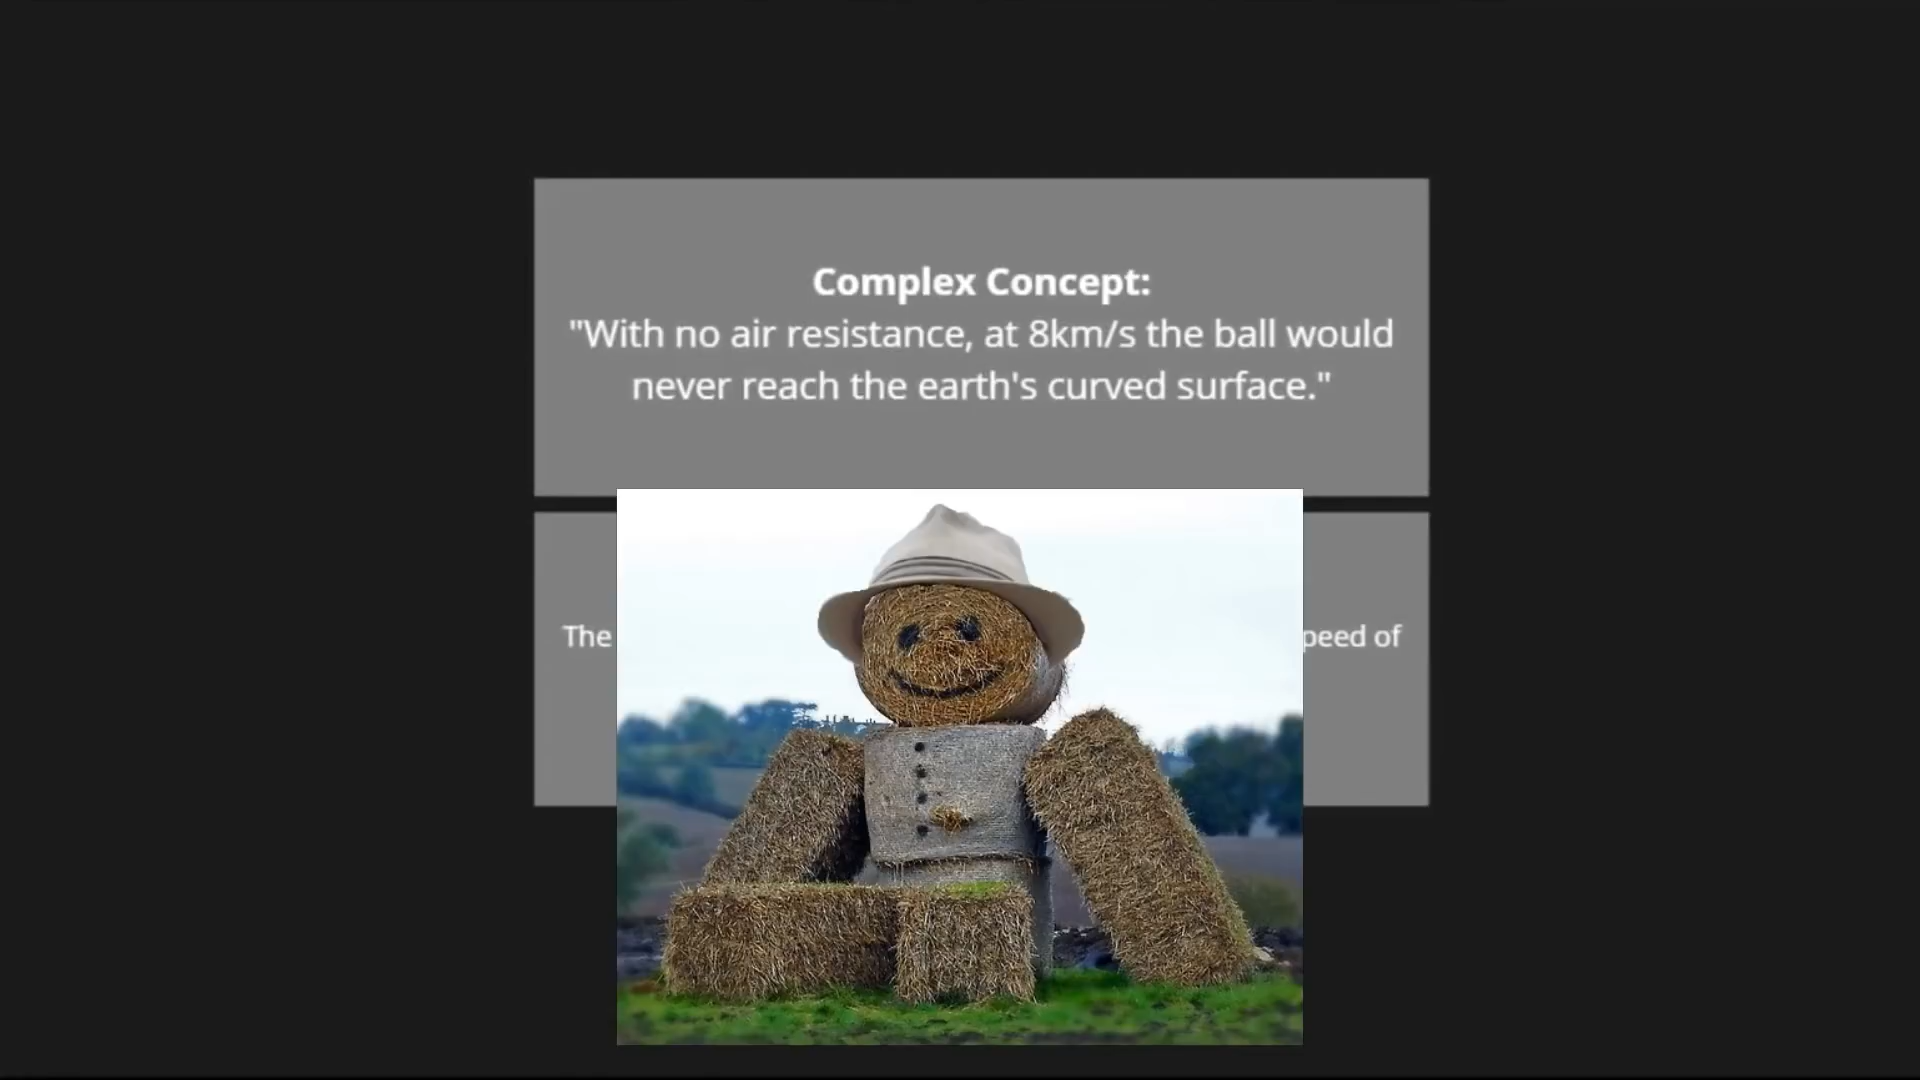 Complex Concept:
"With no air resistance, at 8km/s the ball would
never reach the earth's curved surface."
The peed of